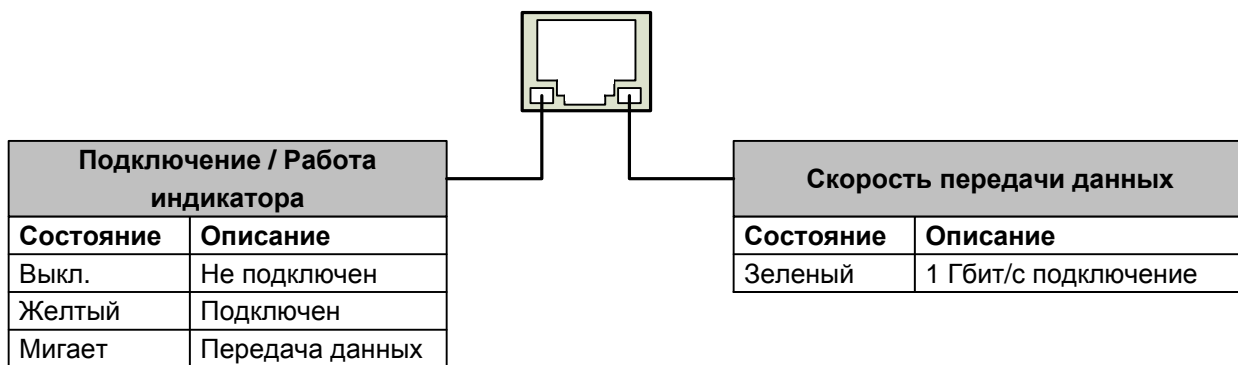 Подключение / Работа
индикатора
Состояние Описание
Выкл. Не подключен
Желтый Подключен
Мигает Передача данных
Скорость передачи данных
Состояние Описание
Зеленый 1 Гбит/с подключение